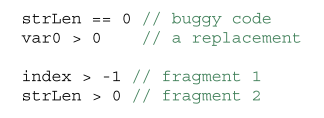 strLen == 0 // buggy code
var0 > 0 // a replacement
index > -1 // fragment 1
strLen > 0 // fragment 2